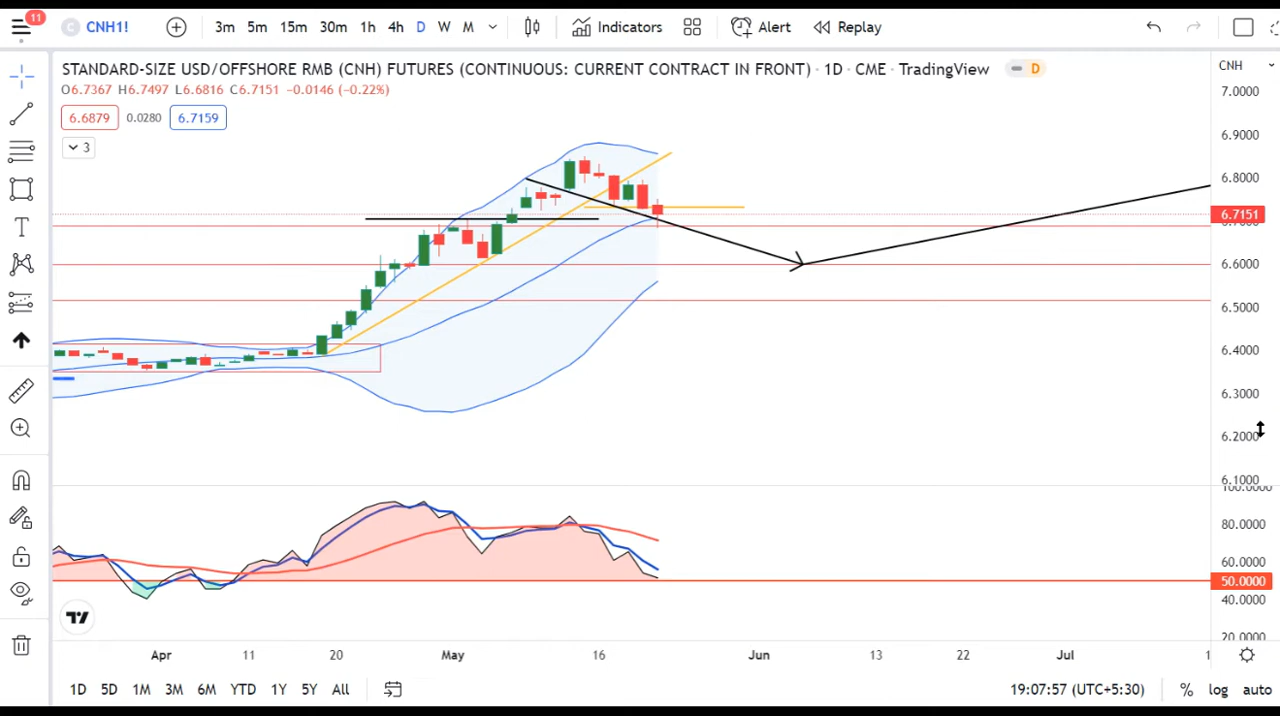 11
C CNH1! 3m 5m 15m 30m 1h 4h D W M Indicators Alert Replay
STANDARD-SIZE USD/OFFSHORE RMB (CNH) FUTURES (CONTINUOUS: CURRENT CONTRACT IN FRONT) · 1D · CME · TradingView D
CNH
O6.7367 H6.7497 L6.6816 C6.7151 −0.0146 (−0.22%)
6.6879 0.0280 6.7159
3
T
7.0000
6.9000
6.8000
6.7151
6.6000
6.5000
6.4000
6.3000
6.2000
6.1000
80.0000
60.0000
50.0000
40.0000
20.0000
Apr 11 20 May 16 Jun 13 22 Jul 1
1D 5D 1M 3M 6M YTD 1Y 5Y All 19:07:57 (UTC+5:30) % log auto